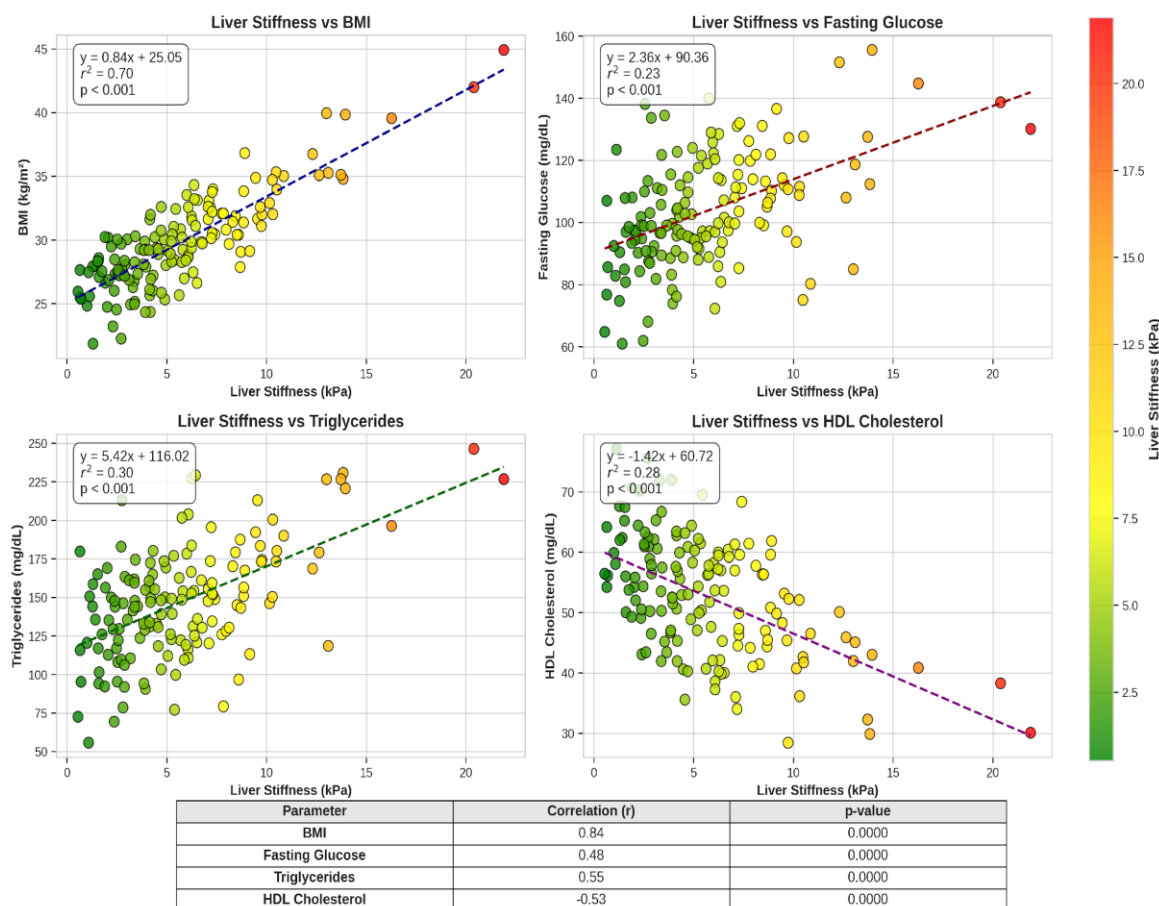 Liver Stiffness vs BMI
y = 0.84x + 25.05
r² = 0.70
p < 0.001
45
40
35
30
25
BMI (kg/m²)
0 5 10 15 20
Liver Stiffness (kPa)
Liver Stiffness vs Fasting Glucose
y = 2.36x + 90.36
r² = 0.23
p < 0.001
160
140
120
100
80
60
Fasting Glucose (mg/dL)
0 5 10 15 20
Liver Stiffness (kPa)
Liver Stiffness vs Triglycerides
y = 5.42x + 116.02
r² = 0.30
p < 0.001
250
225
200
175
150
125
100
75
50
Triglycerides (mg/dL)
0 5 10 15 20
Liver Stiffness (kPa)
Liver Stiffness vs HDL Cholesterol
y = -1.42x + 60.72
r² = 0.28
p < 0.001
70
60
50
40
30
HDL Cholesterol (mg/dL)
0 5 10 15 20
Liver Stiffness (kPa)
20.0
17.5
15.0
12.5
10.0
7.5
5.0
2.5
Liver Stiffness (kPa)
Parameter Correlation (r) p-value
BMI 0.84 0.0000
Fasting Glucose 0.48 0.0000
Triglycerides 0.55 0.0000
HDL Cholesterol -0.53 0.0000